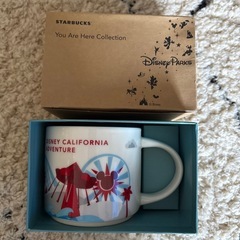 STARBUCKS
You Are Here Collection
Disney PARKS
DISNEY CALIFORNIA
ADVENTURE